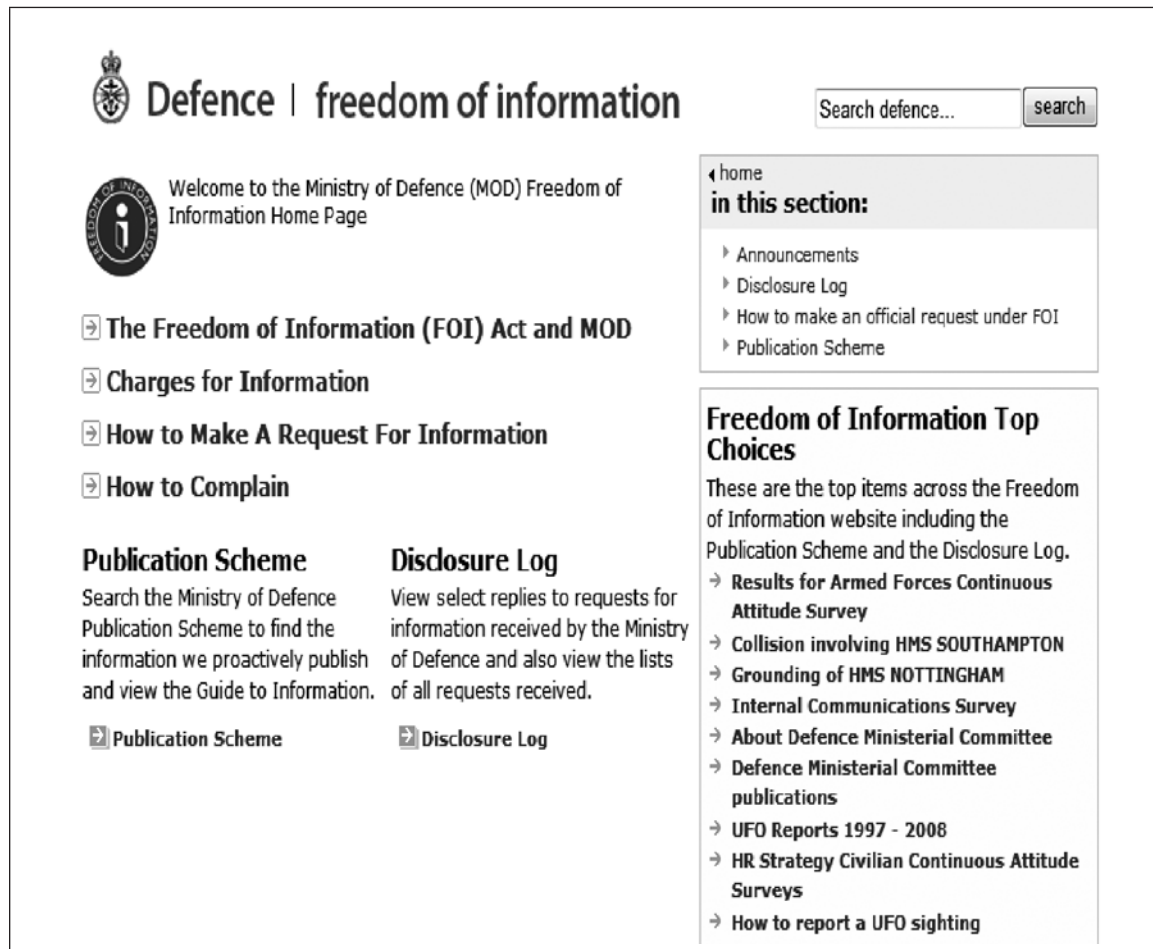 Defence | freedom of information
Search defence...
search
FREEDOM OF INFORMATION
Welcome to the Ministry of Defence (MOD) Freedom of
Information Home Page
The Freedom of Information (FOI) Act and MOD
Charges for Information
How to Make A Request For Information
How to Complain
Publication Scheme
Search the Ministry of Defence
Publication Scheme to find the
information we proactively publish
and view the Guide to Information.
Publication Scheme
Disclosure Log
View select replies to requests for
information received by the Ministry
of Defence and also view the lists
of all requests received.
Disclosure Log
home
in this section:
Announcements
Disclosure Log
How to make an official request under FOI
Publication Scheme
Freedom of Information Top
Choices
These are the top items across the Freedom
of Information website including the
Publication Scheme and the Disclosure Log.
Results for Armed Forces Continuous
Attitude Survey
Collision involving HMS SOUTHAMPTON
Grounding of HMS NOTTINGHAM
Internal Communications Survey
About Defence Ministerial Committee
Defence Ministerial Committee
publications
UFO Reports 1997 - 2008
HR Strategy Civilian Continuous Attitude
Surveys
How to report a UFO sighting